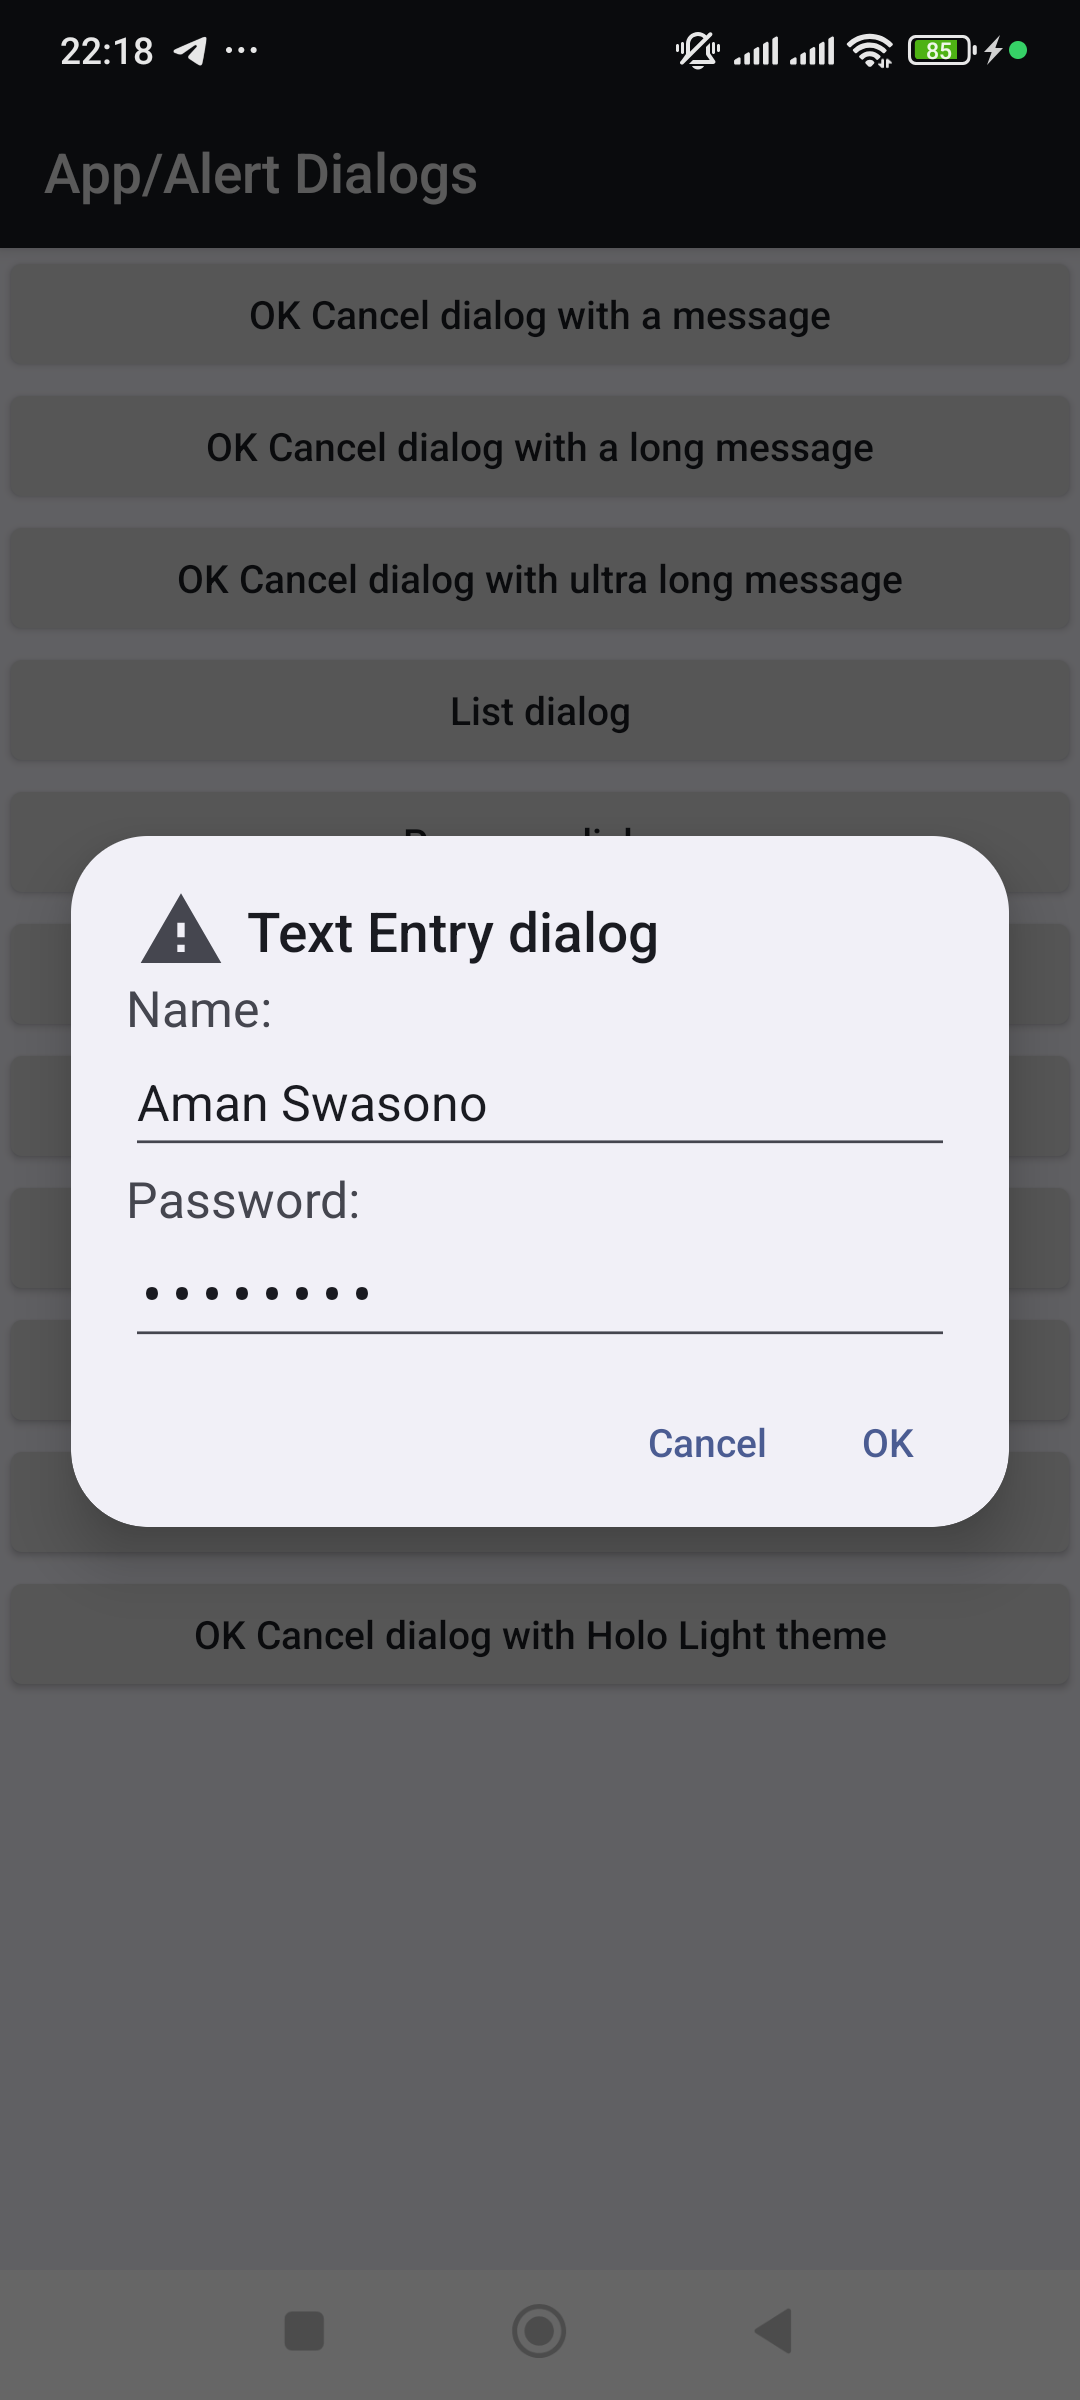 22:18
85
App/Alert Dialogs
OK Cancel dialog with a message
OK Cancel dialog with a long message
OK Cancel dialog with ultra long message
List dialog
Text Entry dialog
Name:
Aman Swasono
Password:
••••••••
Cancel OK
OK Cancel dialog with Holo Light theme